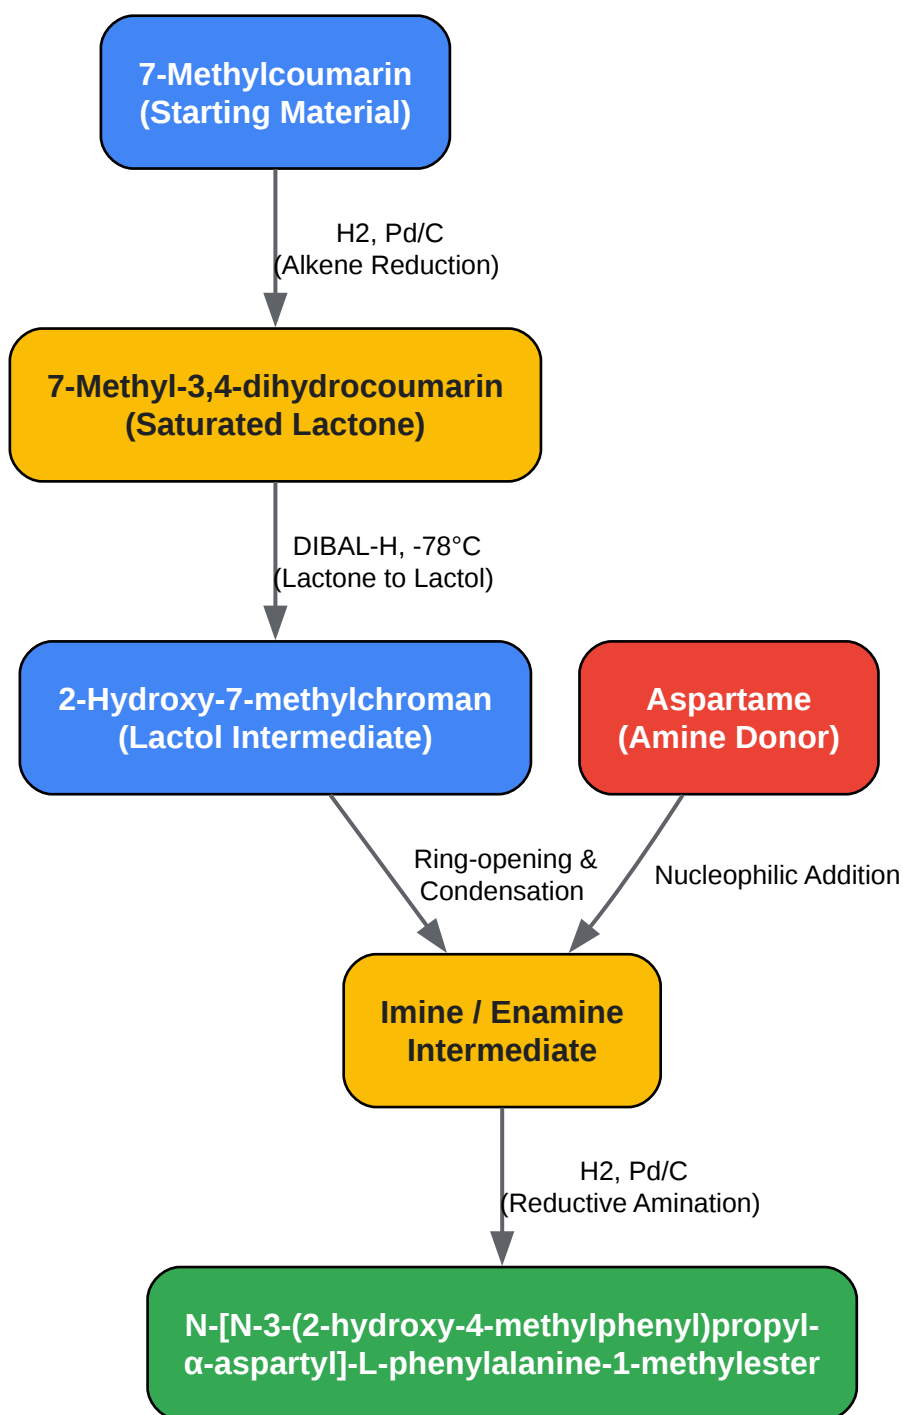 7-Methylcoumarin
(Starting Material)
H2, Pd/C
(Alkene Reduction)
7-Methyl-3,4-dihydrocoumarin
(Saturated Lactone)
DIBAL-H, -78°C
(Lactone to Lactol)
2-Hydroxy-7-methylchroman
(Lactol Intermediate)
Aspartame
(Amine Donor)
Ring-opening &
Condensation
Nucleophilic Addition
Imine / Enamine
Intermediate
H2, Pd/C
(Reductive Amination)
N-[N-3-(2-hydroxy-4-methylphenyl)propyl-
α-aspartyl]-L-phenylalanine-1-methylester